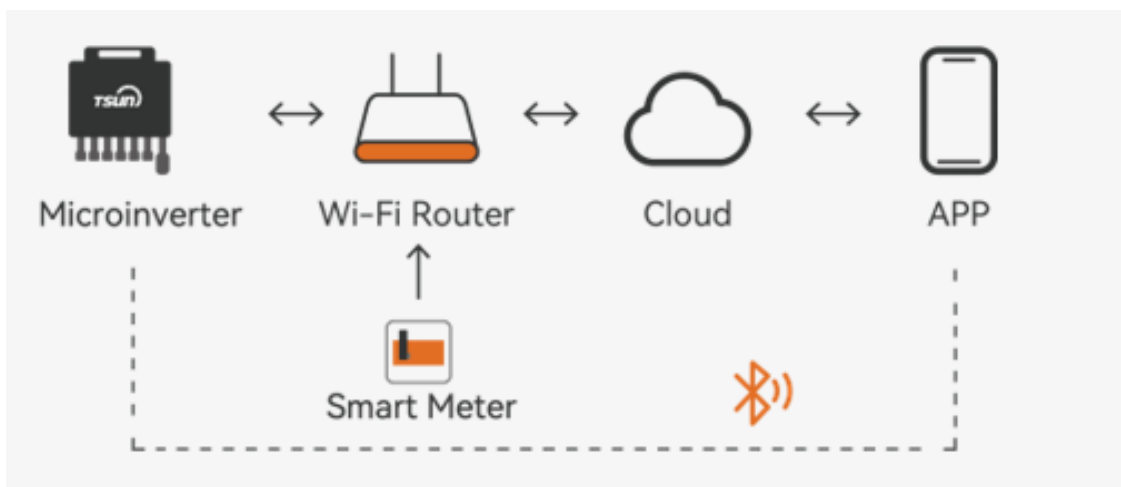 TSUN
Microinverter
Wi-Fi Router
Cloud
APP
Smart Meter